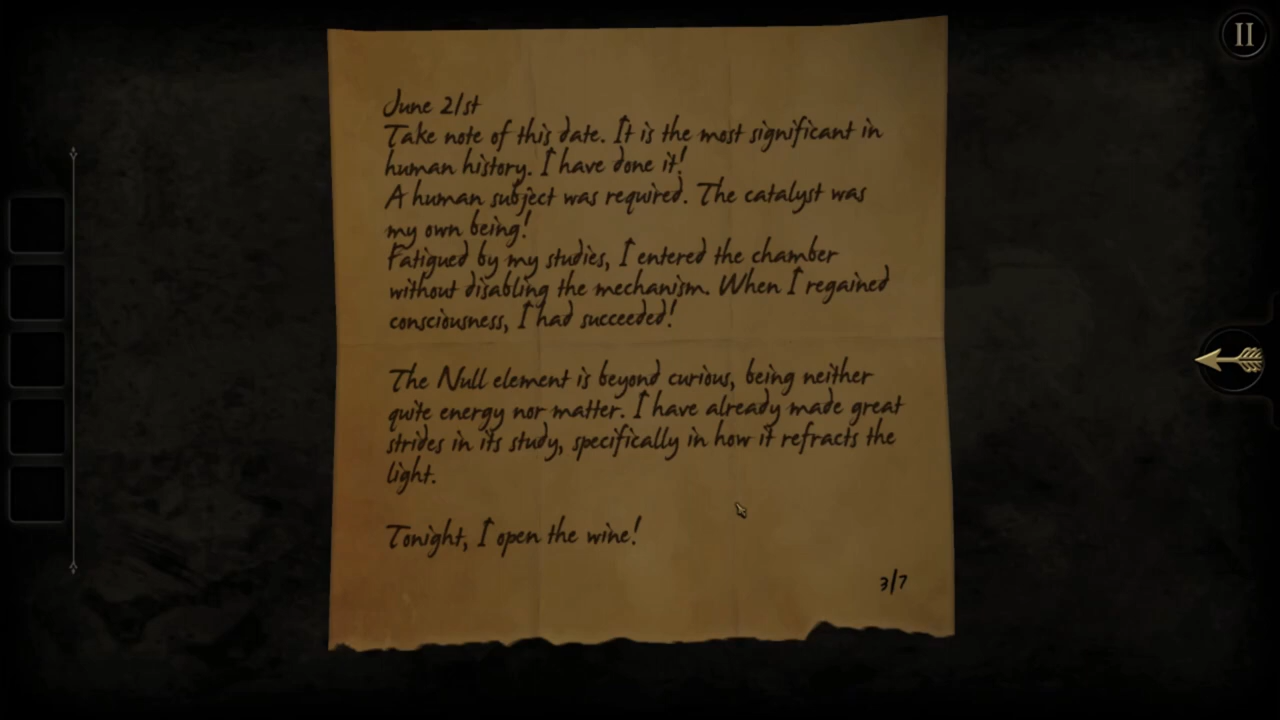 June 21st
Take note of this date. It is the most significant in
human history. I have done it!
A human subject was required. The catalyst was
my own being!
Fatigued by my studies, I entered the chamber
without disabling the mechanism. When I regained
consciousness, I had succeeded!
The Null element is beyond curious, being neither
quite energy nor matter. I have already made great
strides in its study, specifically in how it refracts the
light.
Tonight, I open the wine!
3/7